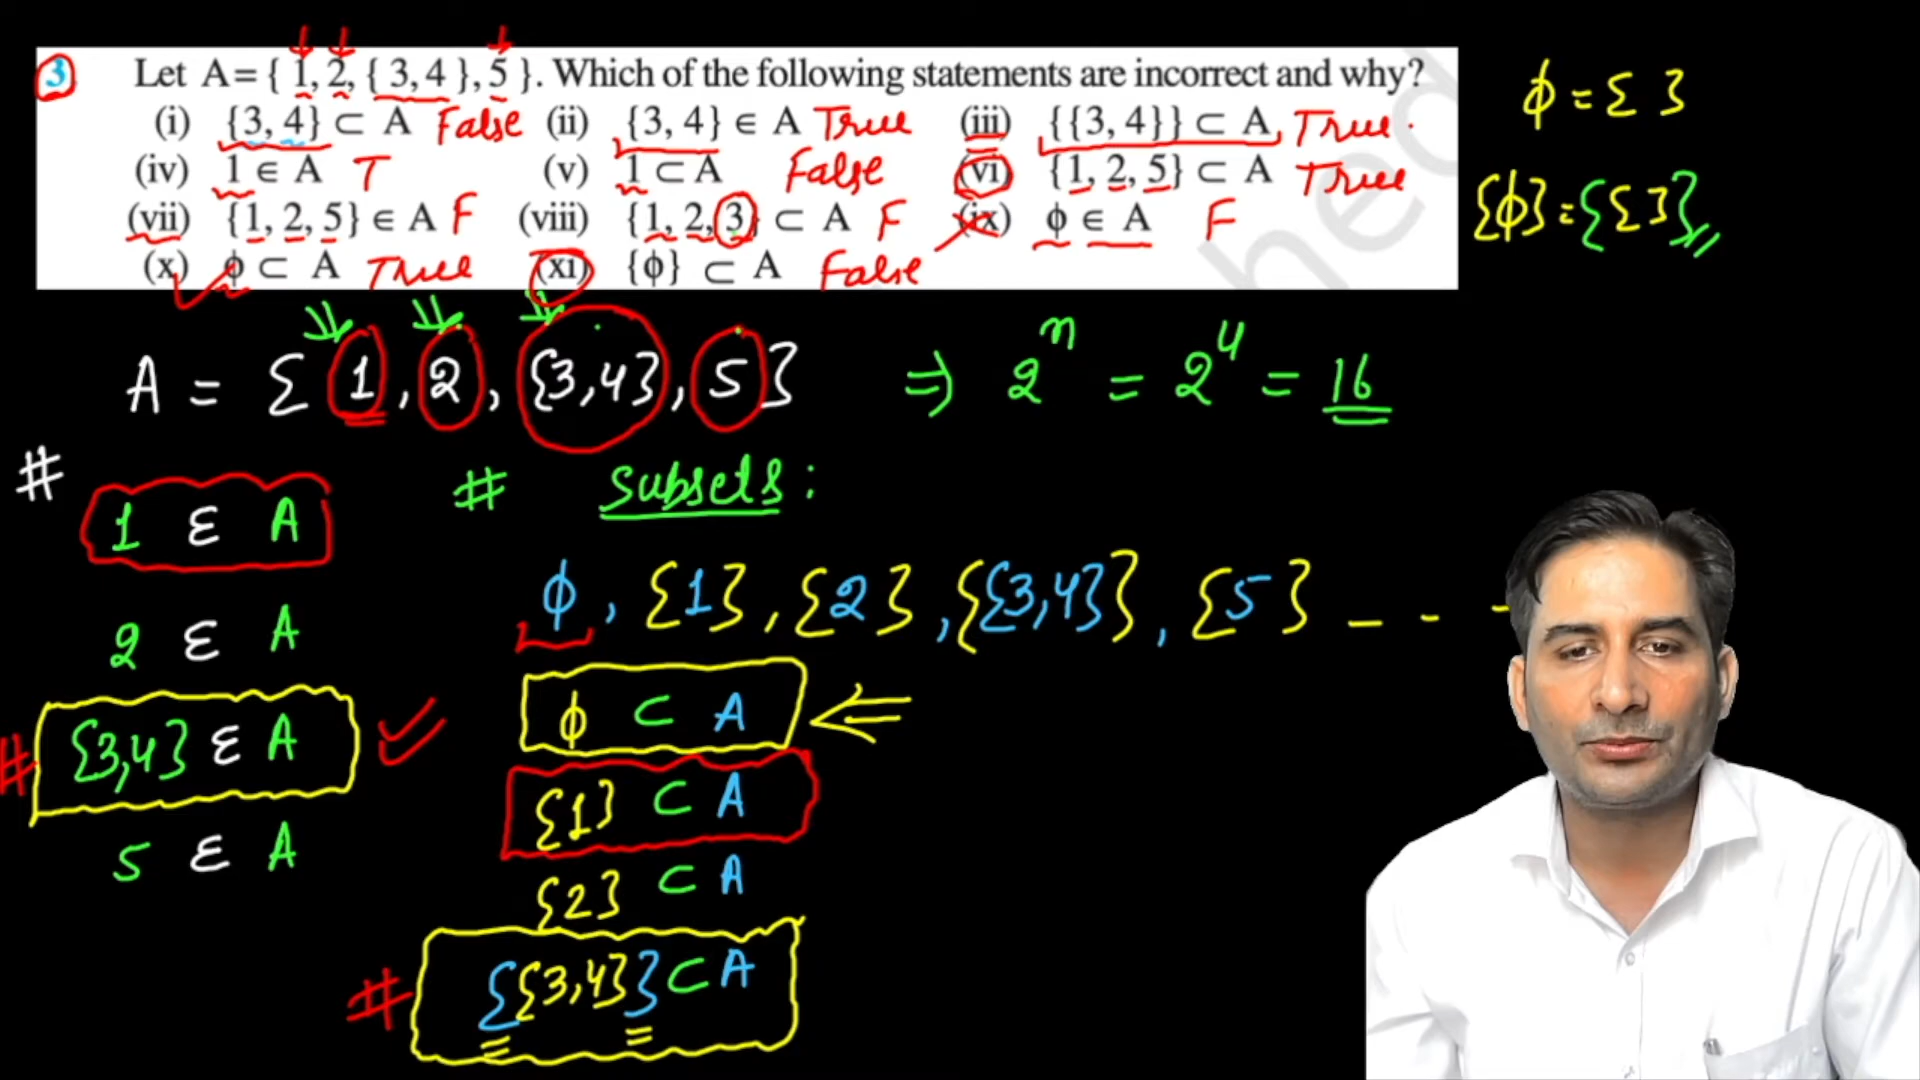 3 Let A = { 1, 2, { 3, 4 }, 5 }. Which of the following statements are incorrect and why?
(i) {3, 4} ⊂ A False (ii) {3, 4} ∈ A True (iii) {{3, 4}} ⊂ A True
(iv) 1 ∈ A T (v) 1 ⊂ A False (vi) {1, 2, 5} ⊂ A True
(vii) {1, 2, 5} ∈ A F (viii) {1, 2, 3} ⊂ A F (ix) ϕ ∈ A F
(x) ϕ ⊂ A True (xi) {ϕ} ⊂ A False
ϕ = { }
{ϕ} = {{ }}
A = { 1, 2, {3,4}, 5 } ⇒ 2ⁿ = 2⁴ = 16
# Subsets :
1 ε A
2 ε A
# {3,4} ε A ✓
5 ε A
ϕ, {1}, {2}, {{3,4}}, {5} - - -
ϕ ⊂ A ⇐
{1} ⊂ A
{2} ⊂ A
# {{3,4}} ⊂ A